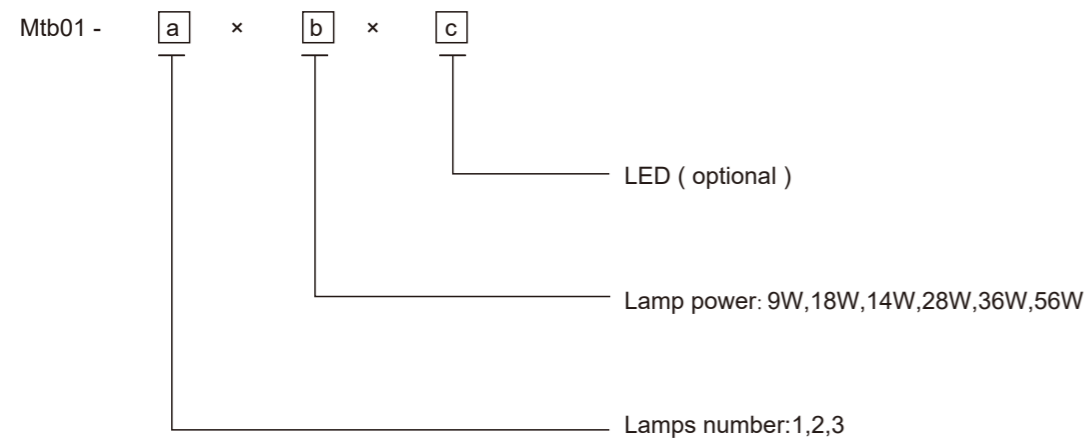 Mtb01 - a × b × c
LED ( optional )
Lamp power: 9W,18W,14W,28W,36W,56W
Lamps number:1,2,3